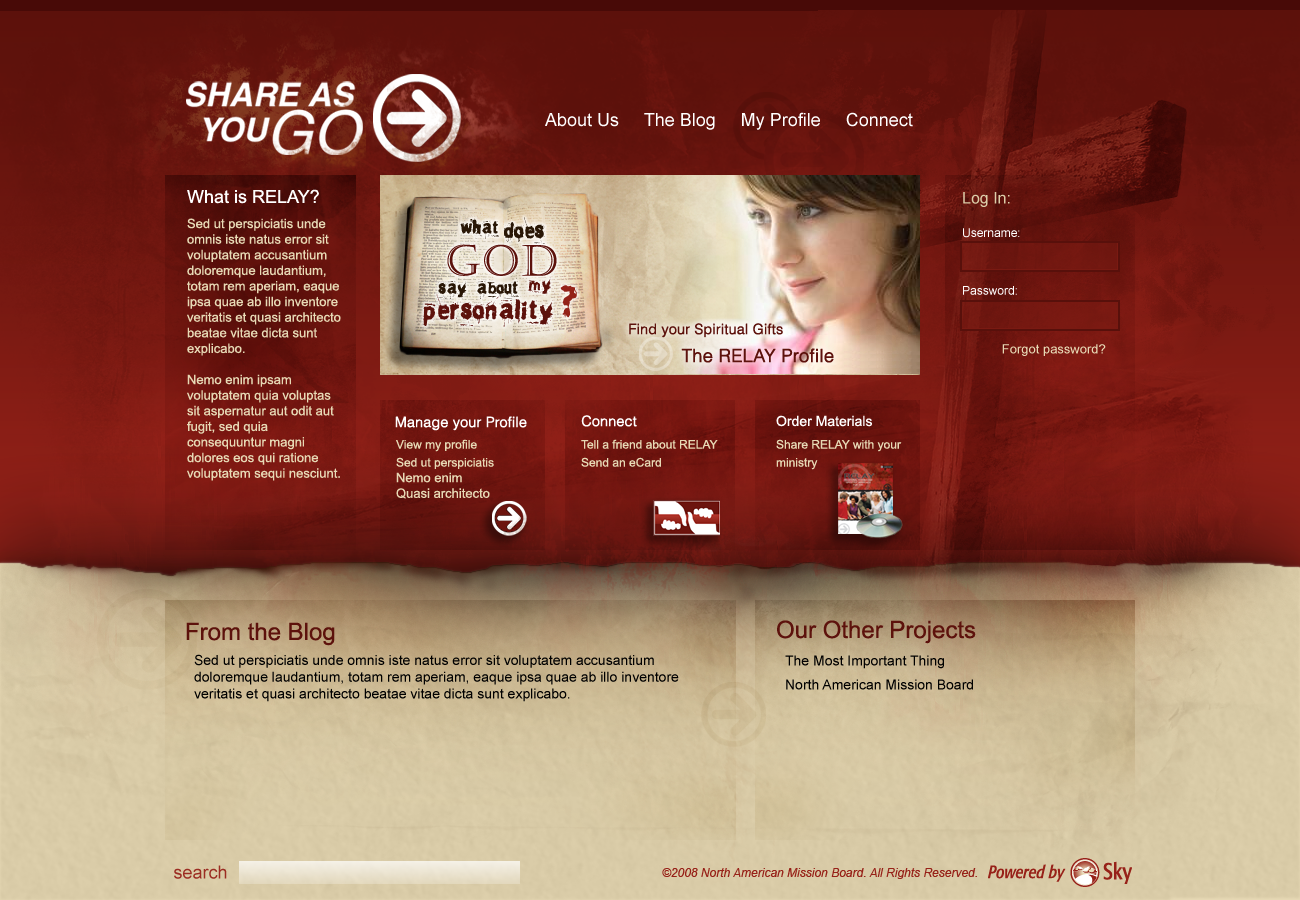 SHARE AS
YOU GO
About Us
The Blog
My Profile
Connect
What is RELAY?
Sed ut perspiciatis unde
omnis iste natus error sit
voluptatem accusantium
doloremque laudantium,
totam rem aperiam, eaque
ipsa quae ab illo inventore
veritatis et quasi architecto
beatae vitae dicta sunt
explicabo.
Nemo enim ipsam
voluptatem quia voluptas
sit aspernatur aut odit aut
fugit, sed quia
consequuntur magni
dolores eos qui ratione
voluptatem sequi nesciunt.
what does
GOD
say about my
personality?
Find your Spiritual Gifts
The RELAY Profile
Log In:
Username:
Password:
Forgot password?
Manage your Profile
View my profile
Sed ut perspiciatis
Nemo enim
Quasi architecto
Connect
Tell a friend about RELAY
Send an eCard
Order Materials
Share RELAY with your
ministry
From the Blog
Sed ut perspiciatis unde omnis iste natus error sit voluptatem accusantium
doloremque laudantium, totam rem aperiam, eaque ipsa quae ab illo inventore
veritatis et quasi architecto beatae vitae dicta sunt explicabo.
Our Other Projects
The Most Important Thing
North American Mission Board
search
©2008 North American Mission Board. All Rights Reserved.
Powered by Sky